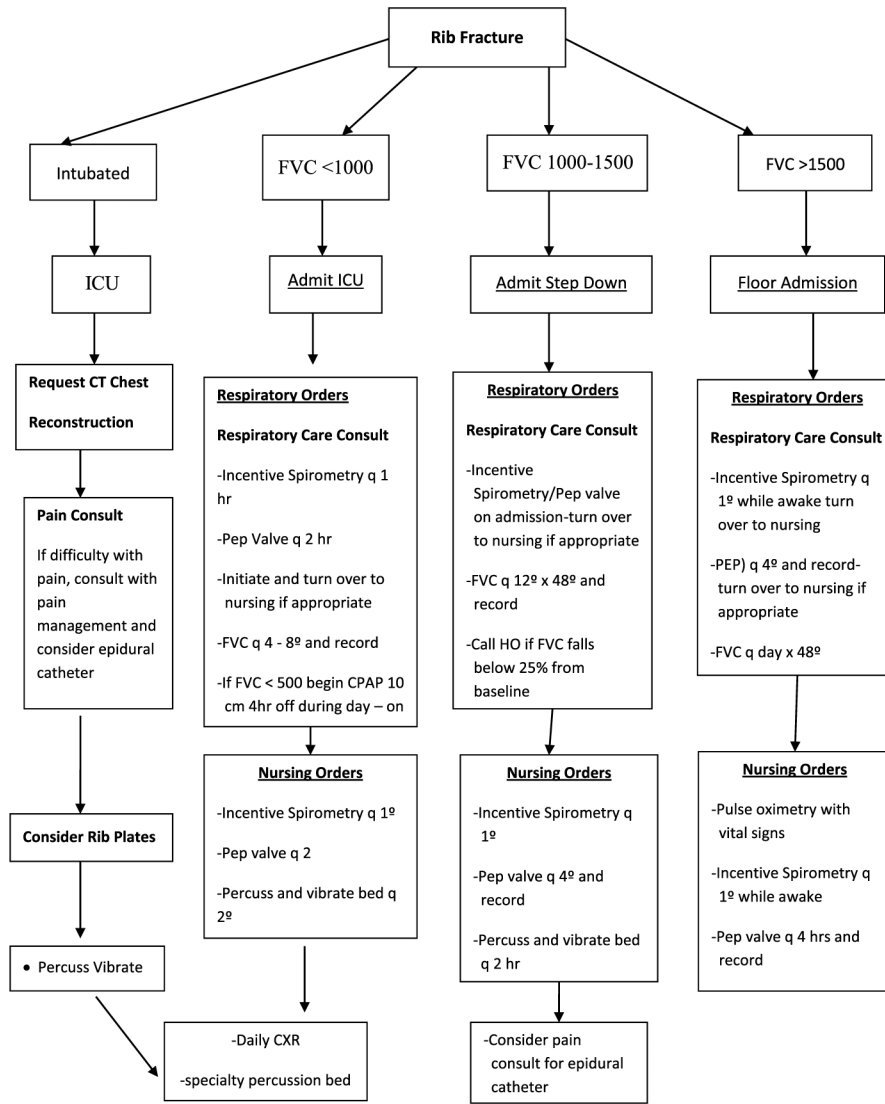 Rib Fracture
Intubated
FVC <1000
FVC 1000-1500
FVC >1500
ICU
Admit ICU
Admit Step Down
Floor Admission
Request CT Chest
Reconstruction
Pain Consult
If difficulty with
pain, consult with
pain
management and
consider epidural
catheter
Consider Rib Plates
• Percuss Vibrate
Respiratory Orders
Respiratory Care Consult
-Incentive Spirometry q 1
hr
-Pep Valve q 2 hr
-Initiate and turn over to
nursing if appropriate
-FVC q 4 - 8º and record
-If FVC < 500 begin CPAP 10
cm 4hr off during day – on
Nursing Orders
-Incentive Spirometry q 1º
-Pep valve q 2
-Percuss and vibrate bed q
2º
-Daily CXR
-specialty percussion bed
Respiratory Orders
Respiratory Care Consult
-Incentive
Spirometry/Pep valve
on admission-turn over
to nursing if appropriate
-FVC q 12º x 48º and
record
-Call HO if FVC falls
below 25% from
baseline
Nursing Orders
-Incentive Spirometry q
1º
-Pep valve q 4º and
record
-Percuss and vibrate bed
q 2 hr
-Consider pain
consult for epidural
catheter
Respiratory Orders
Respiratory Care Consult
-Incentive Spirometry q
1º while awake turn
over to nursing
-PEP) q 4º and record-
turn over to nursing if
appropriate
-FVC q day x 48º
Nursing Orders
-Pulse oximetry with
vital signs
-Incentive Spirometry q
1º while awake
-Pep valve q 4 hrs and
record